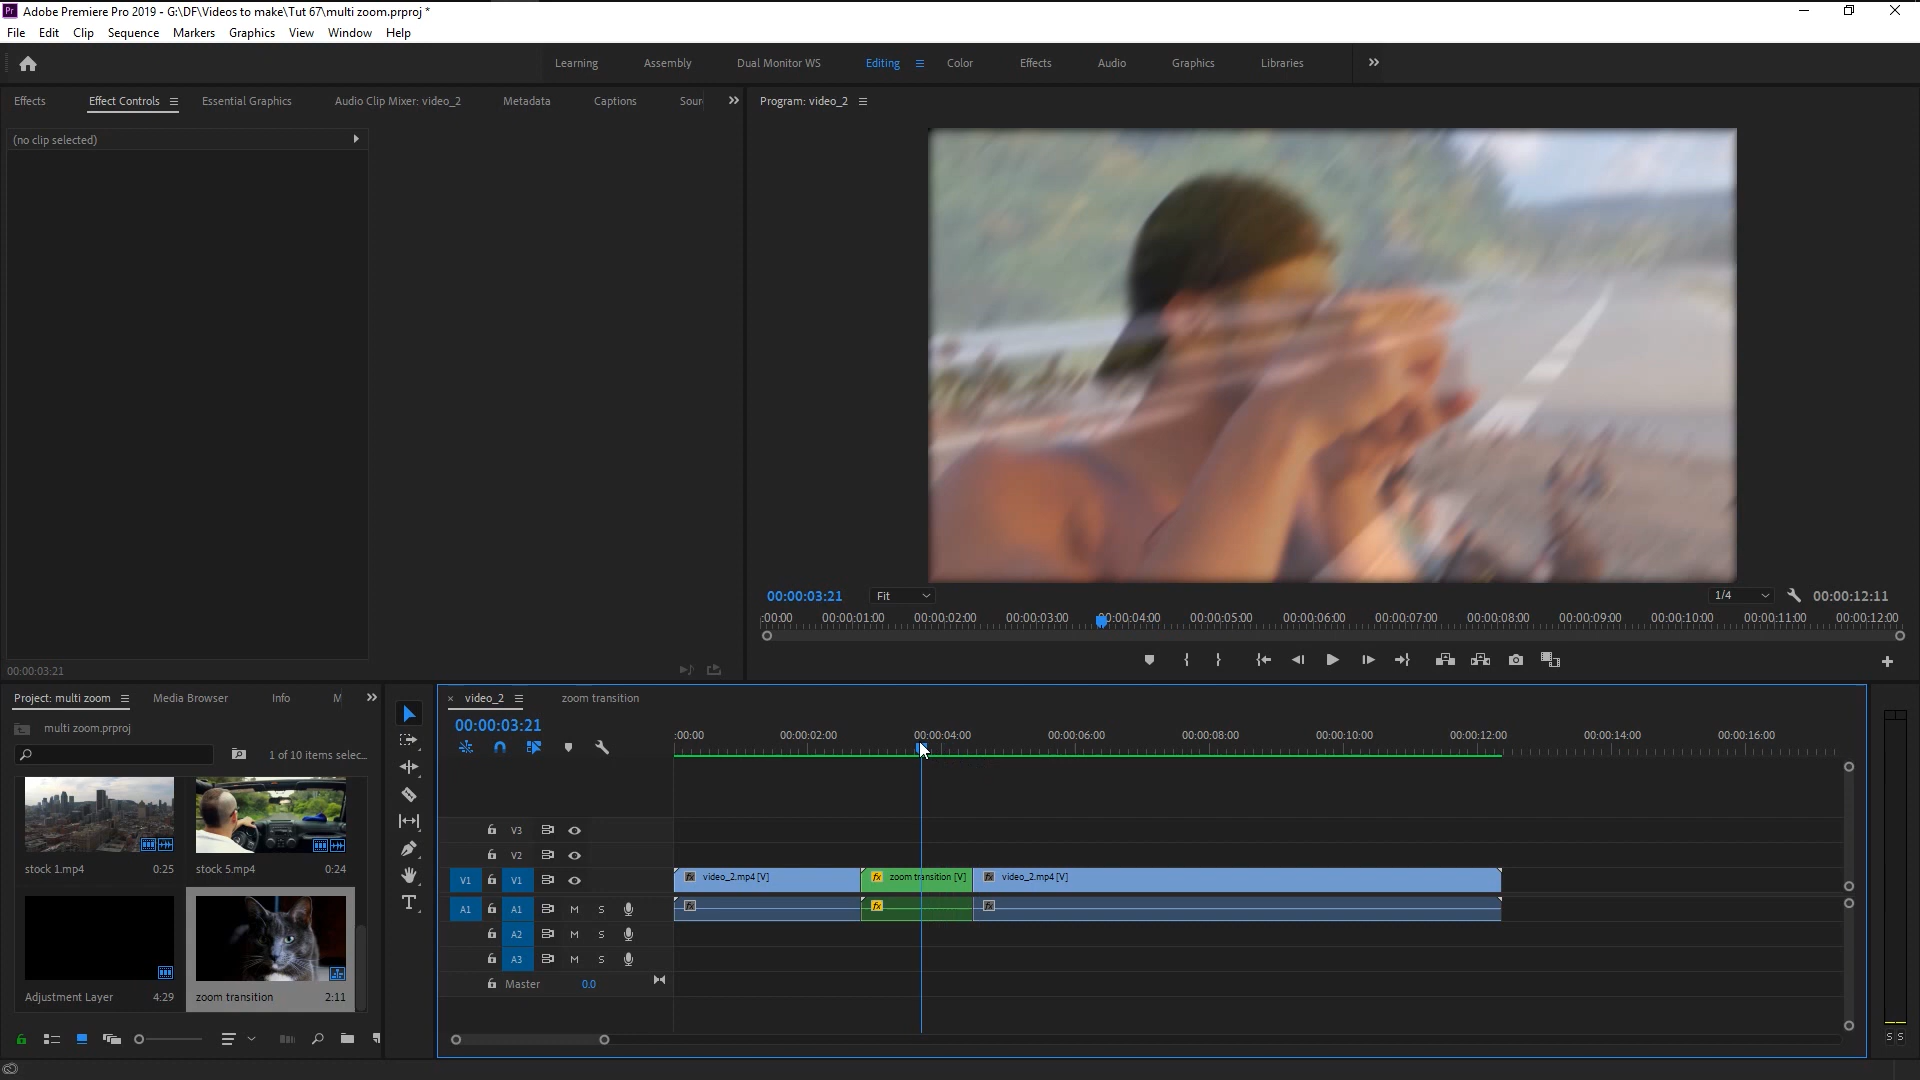 Pr Adobe Premiere Pro 2019 - G:\DF\Videos to make\Tut 67\multi zoom.prproj *
File Edit Clip Sequence Markers Graphics View Window Help
Learning Assembly Dual Monitor WS Editing Color Effects Audio Graphics Libraries
Effects Effect Controls Essential Graphics Audio Clip Mixer: video_2 Metadata Captions Sour
Program: video_2
(no clip selected)
00:00:03:21 Fit 1/4 00:00:12:11
:00:00 00:00:01:00 00:00:02:00 00:00:03:00 00:00:04:00 00:00:05:00 00:00:06:00 00:00:07:00 00:00:08:00 00:00:09:00 00:00:10:00 00:00:11:00 00:00:12:00
00:00:03:21
Project: multi zoom Media Browser Info M
multi zoom.prproj
1 of 10 items selec...
stock 1.mp4 0:25
stock 5.mp4 0:24
Adjustment Layer 4:29
zoom transition 2:11
video_2 zoom transition
00:00:03:21
:00:00 00:00:02:00 00:00:04:00 00:00:06:00 00:00:08:00 00:00:10:00 00:00:12:00 00:00:14:00 00:00:16:00
V3
V2
V1 V1 fx video_2.mp4 [V] fx zoom transition [V] fx video_2.mp4 [V]
A1 A1 M S fx fx fx
A2 M S
A3 M S
Master 0.0
S S